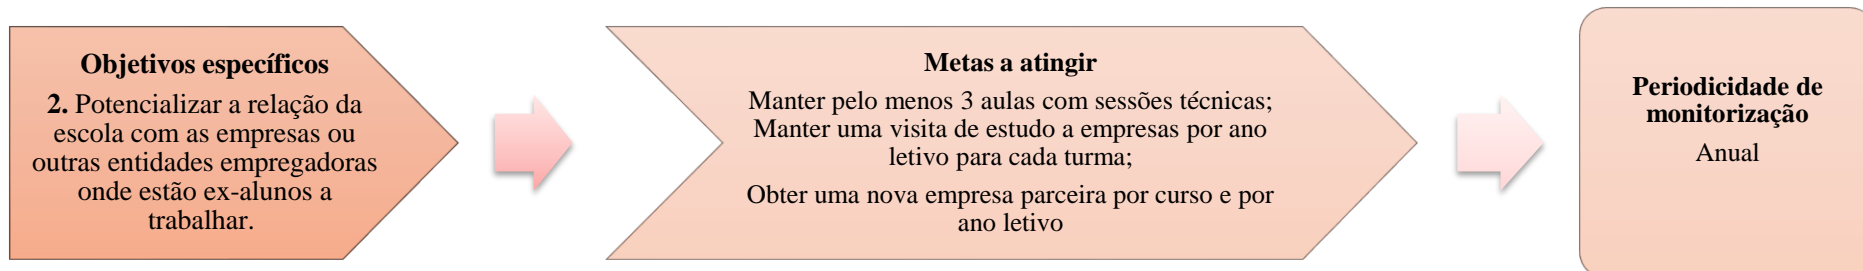 Objetivos específicos
2. Potencializar a relação da
escola com as empresas ou
outras entidades empregadoras
onde estão ex-alunos a
trabalhar.
Metas a atingir
Manter pelo menos 3 aulas com sessões técnicas;
Manter uma visita de estudo a empresas por ano
letivo para cada turma;
Obter uma nova empresa parceira por curso e por
ano letivo
Periodicidade de
monitorização
Anual